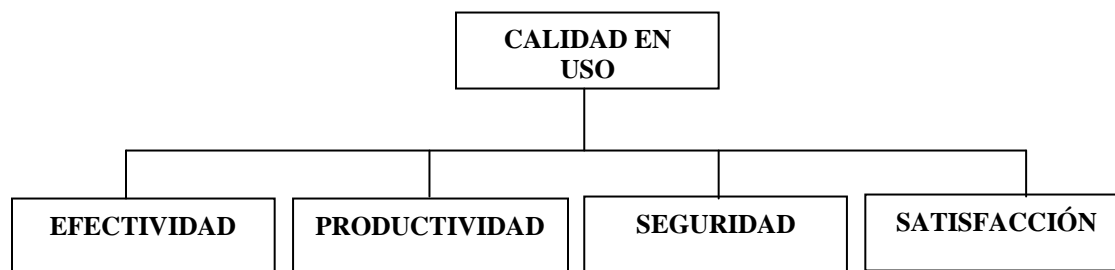 CALIDAD EN
USO
EFECTIVIDAD
PRODUCTIVIDAD
SEGURIDAD
SATISFACCIÓN